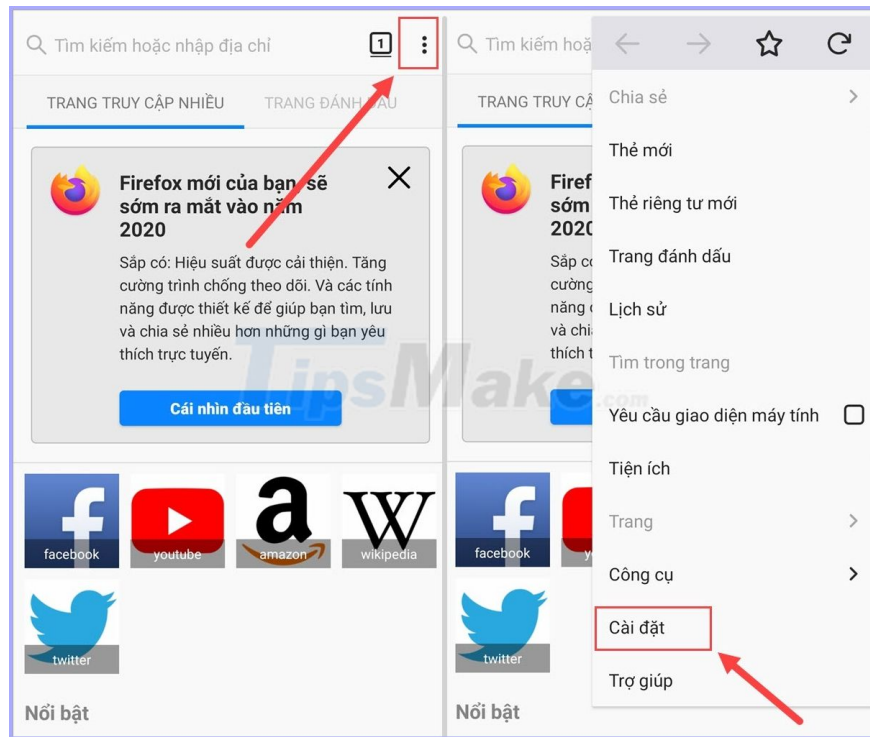 Tìm kiếm hoặc nhập địa chỉ
1
TRANG TRUY CẬP NHIỀU
TRANG ĐÁNH DẤU
Firefox mới của bạn sẽ
sớm ra mắt vào năm
2020
Sắp có: Hiệu suất được cải thiện. Tăng
cường trình chống theo dõi. Và các tính
năng được thiết kế để giúp bạn tìm, lưu
và chia sẻ nhiều hơn những gì bạn yêu
thích trực tuyến.
Cái nhìn đầu tiên
facebook
youtube
amazon
wikipedia
twitter
Nổi bật
Tìm kiếm hoặ
TRANG TRUY CẬ
Firef
sớm
2020
Sắp có
cường
năng
và chi
thích t
facebook
y
twitter
Nổi bật
Chia sẻ
Thẻ mới
Thẻ riêng tư mới
Trang đánh dấu
Lịch sử
Tìm trong trang
Yêu cầu giao diện máy tính
Tiện ích
Trang
Công cụ
Cài đặt
Trợ giúp
TipsMake.com